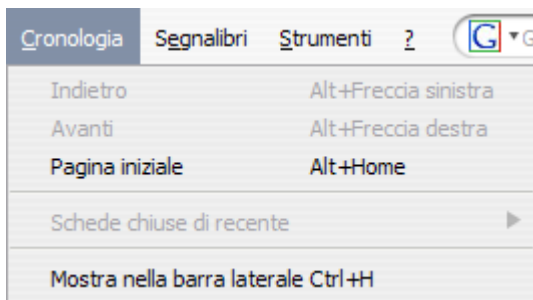 Cronologia Segnalibri Strumenti ? G G
Indietro Alt+Freccia sinistra
Avanti Alt+Freccia destra
Pagina iniziale Alt+Home
Schede chiuse di recente
Mostra nella barra laterale Ctrl+H